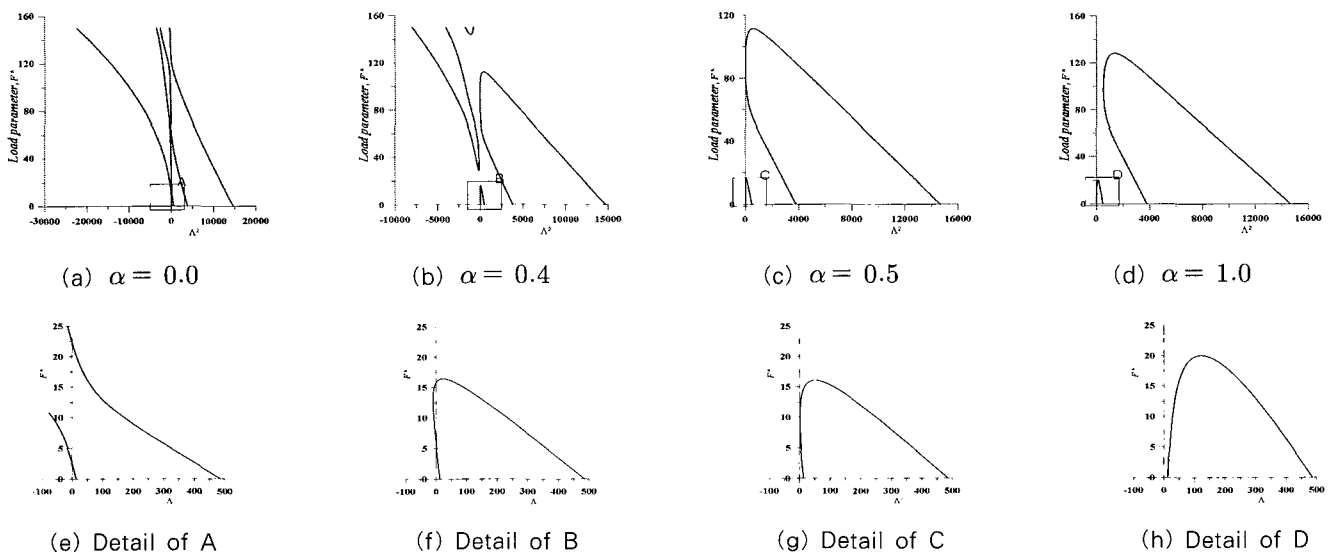 160
120
80
40
0
Load parameter, F*
-30000 -20000 -10000 0 10000 20000
Λ²
A
(a) α = 0.0
160
120
80
40
0
Load parameter, F*
-10000 -5000 0 5000 10000 15000
Λ²
B
(b) α = 0.4
120
80
40
0
Load parameter, F*
0 4000 8000 12000 16000
Λ²
C
(c) α = 0.5
160
120
80
40
0
Load parameter, F*
0 4000 8000 12000 16000
Λ²
D
(d) α = 1.0
25
20
15
10
5
0
F*
-100 0 100 200 300 400 500
Λ
(e) Detail of A
25
20
15
10
5
0
F*
-100 0 100 200 300 400 500
Λ
(f) Detail of B
25
20
15
10
5
0
F*
-100 0 100 200 300 400 500
Λ
(g) Detail of C
25
20
15
10
5
0
F*
-100 0 100 200 300 400 500
Λ
(h) Detail of D